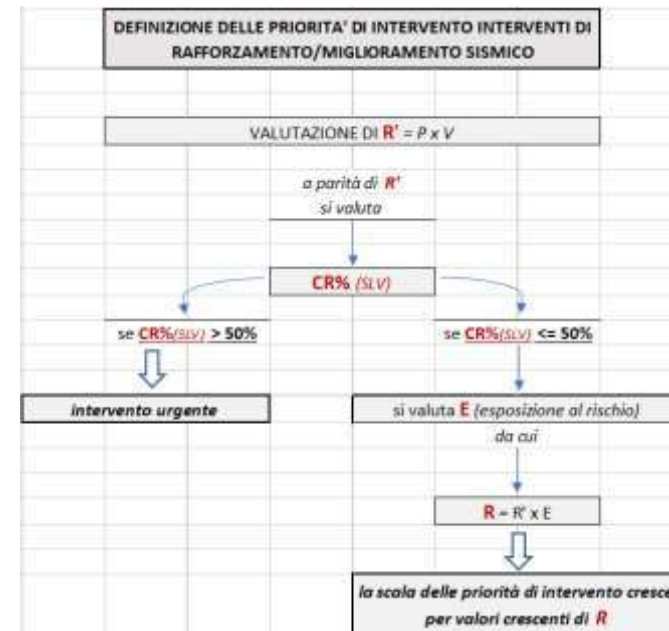 DEFINIZIONE DELLE PRIORITA' DI INTERVENTO INTERVENTI DI
RAFFORZAMENTO/MIGLIORAMENTO SISMICO
VALUTAZIONE DI R' = P x V
a parità di R'
si valuta
CR% (SLV)
se CR%(SLV) > 50%
se CR%(SLV) <= 50%
intervento urgente
si valuta E (esposizione al rischio)
da cui
R = R' x E
la scala delle priorità di intervento cresce
per valori crescenti di R